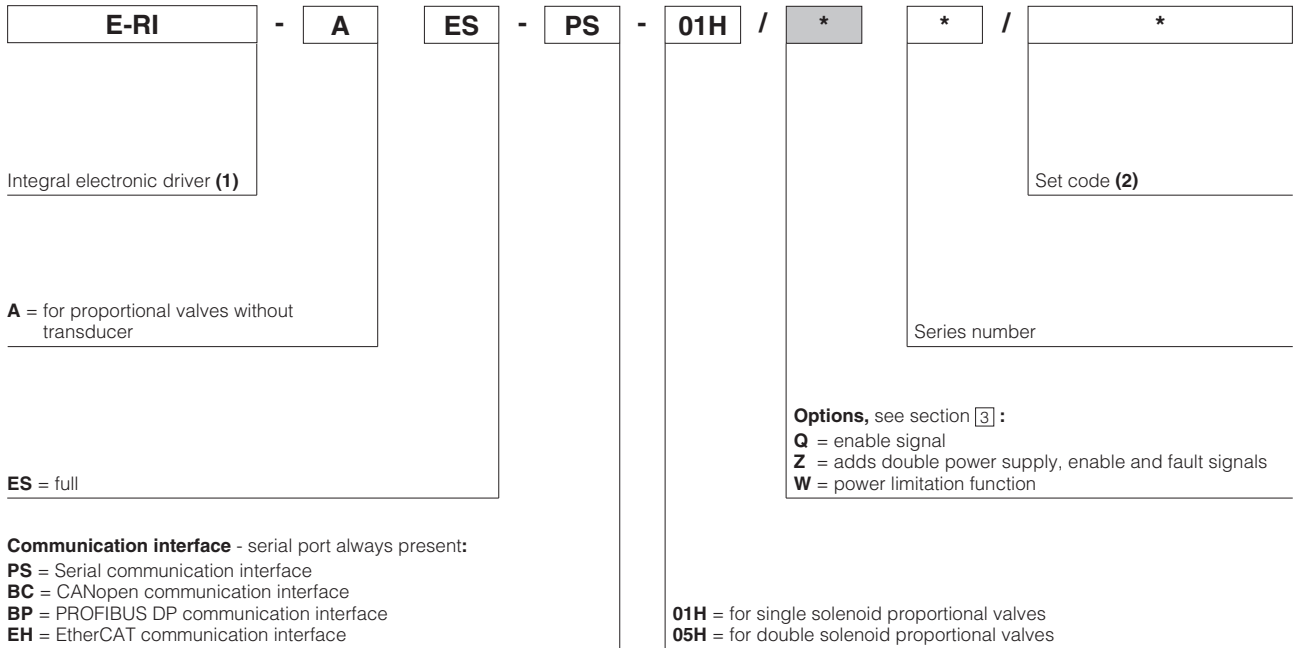 E-RI - A ES - PS - 01H / * * / *
Integral electronic driver (1)
Set code (2)
A = for proportional valves without
transducer
Series number
Options, see section 3 :
Q = enable signal
Z = adds double power supply, enable and fault signals
W = power limitation function
ES = full
Communication interface - serial port always present:
PS = Serial communication interface
BC = CANopen communication interface
BP = PROFIBUS DP communication interface
EH = EtherCAT communication interface
01H = for single solenoid proportional valves
05H = for double solenoid proportional valves